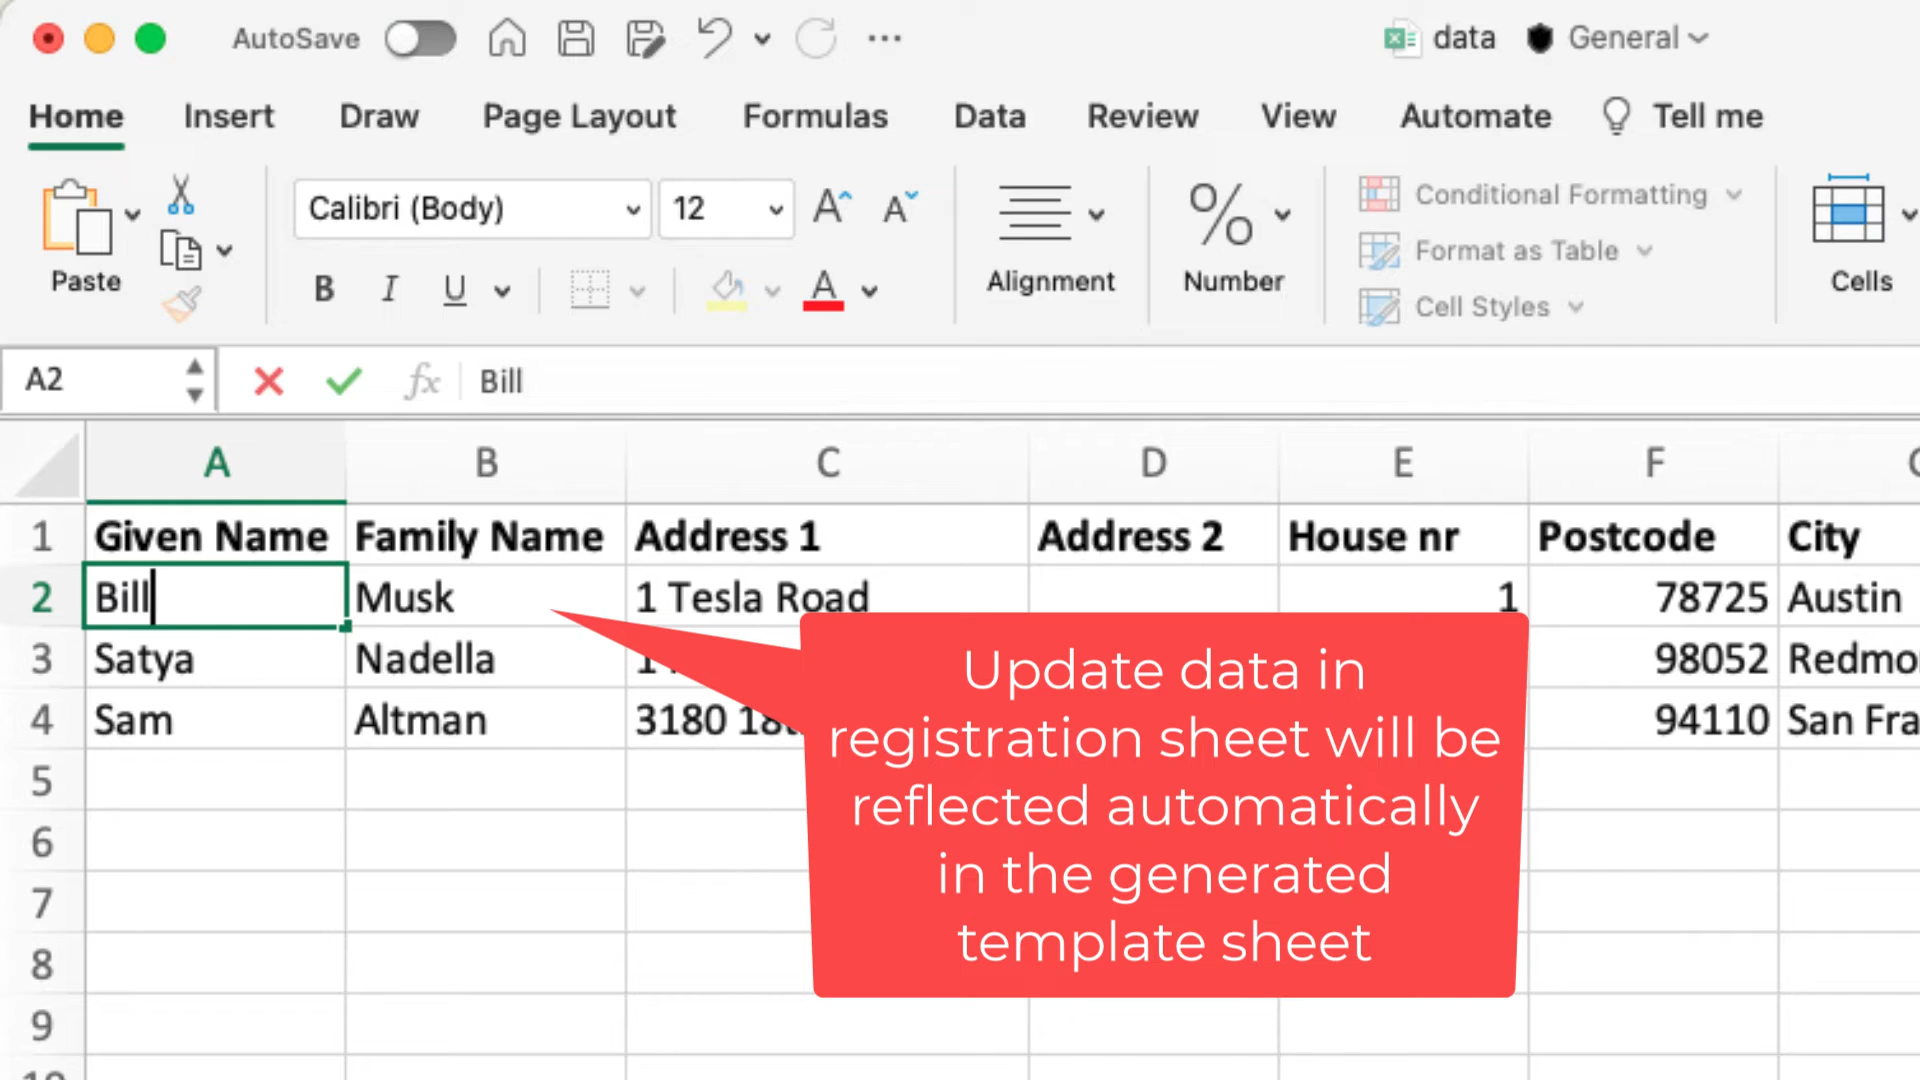 AutoSave data General
Home Insert Draw Page Layout Formulas Data Review View Automate Tell me
Paste
Calibri (Body) 12
B I U A
Alignment
%
Number
Conditional Formatting
Format as Table
Cell Styles
Cells
A2 fx Bill
A B C D E F
1 Given Name Family Name Address 1 Address 2 House nr Postcode City
2 Bill Musk 1 Tesla Road 1 78725 Austin
3 Satya Nadella 98052 Redmo
4 Sam Altman 3180 94110 San Fra
5
6
7
8
9
Update data in
registration sheet will be
reflected automatically
in the generated
template sheet